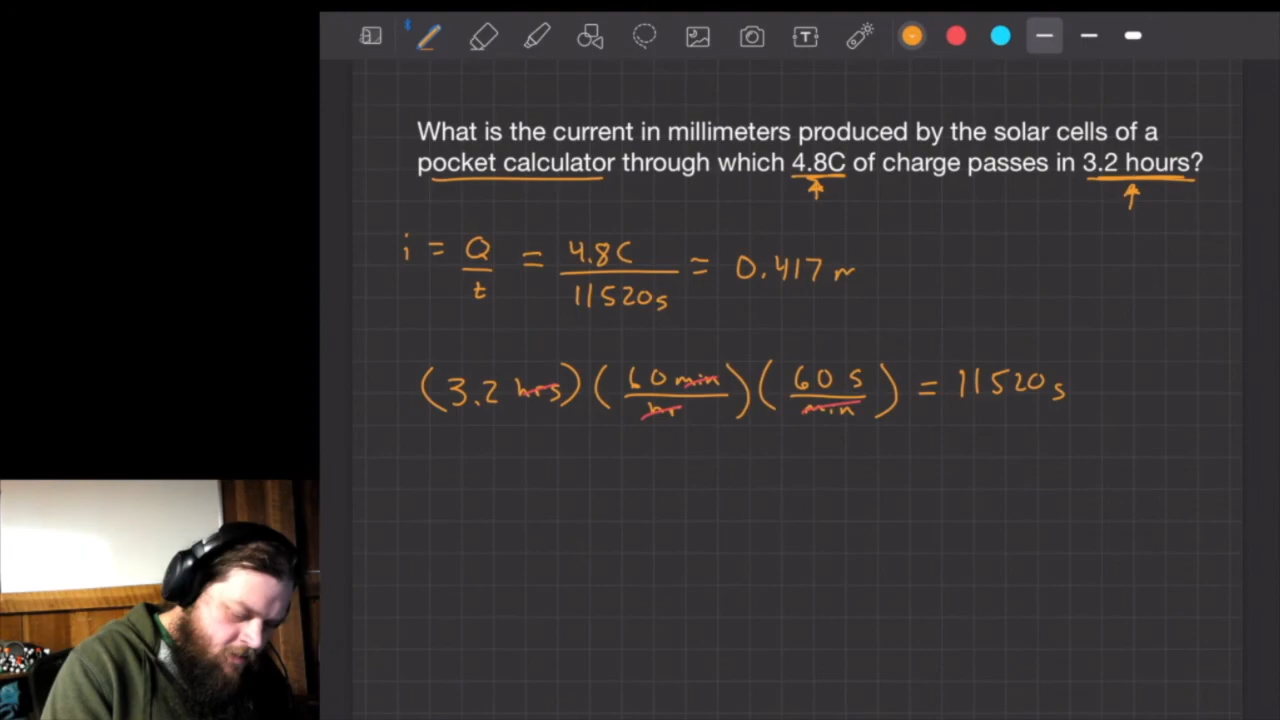 What is the current in millimeters produced by the solar cells of a
pocket calculator through which 4.8C of charge passes in 3.2 hours?
i = Q/t = 4.8C/11520s = 0.417 m
(3.2 hrs)(60 min/hr)(60 s/min) = 11520s